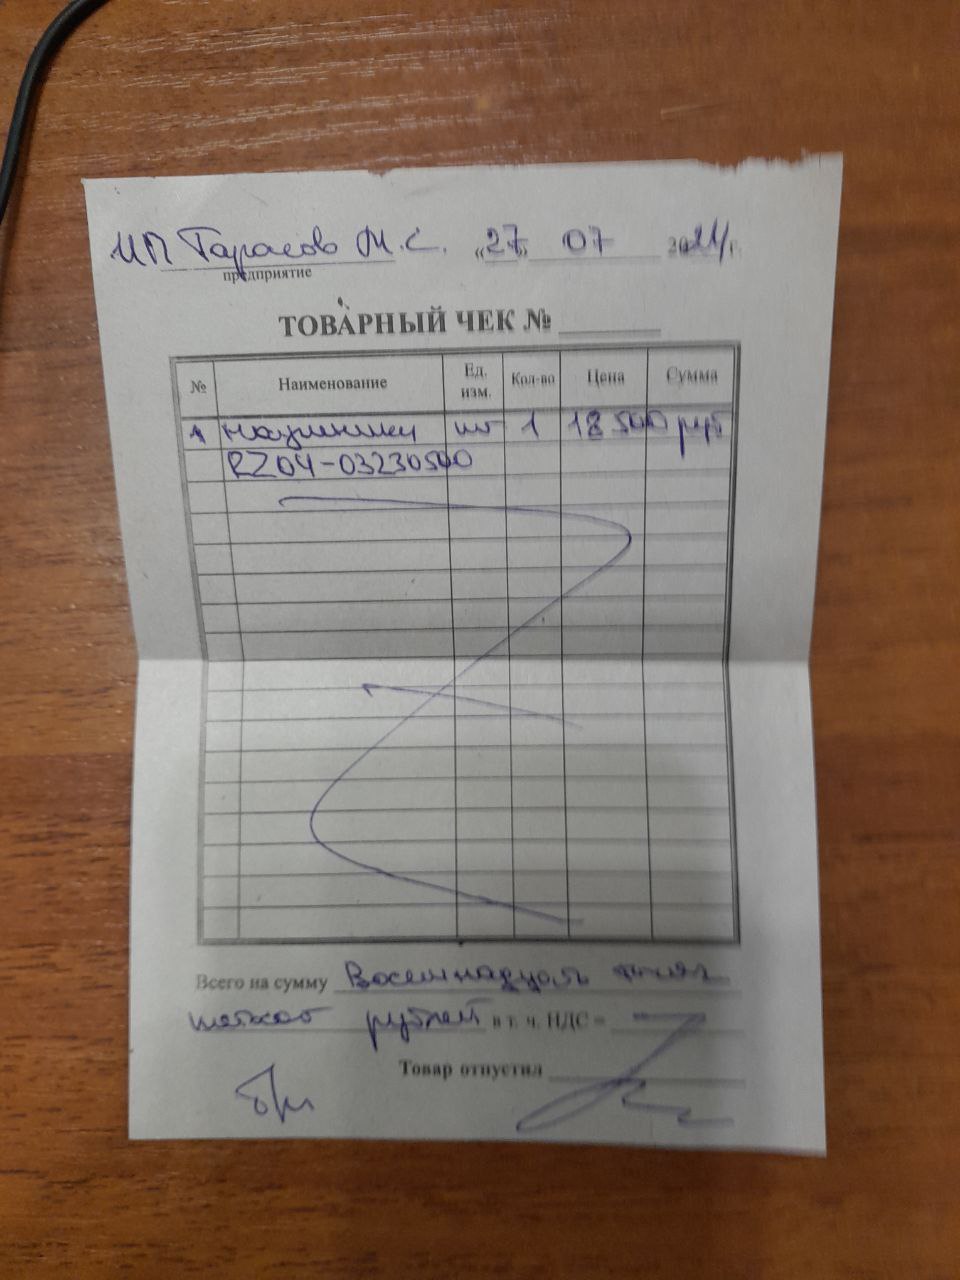 ИП Тарасов М.С. „27" 07 2021 г.
предприятие
ТОВАРНЫЙ ЧЕК №
№ Наименование Ед. изм. Кол-во Цена Сумма
1 наушники шт 1 18 500 руб
RZ04-03230500
Всего на сумму Восемнадцать тысяч
пятьсот рублей в т. ч. НДС =
Товар отпустил